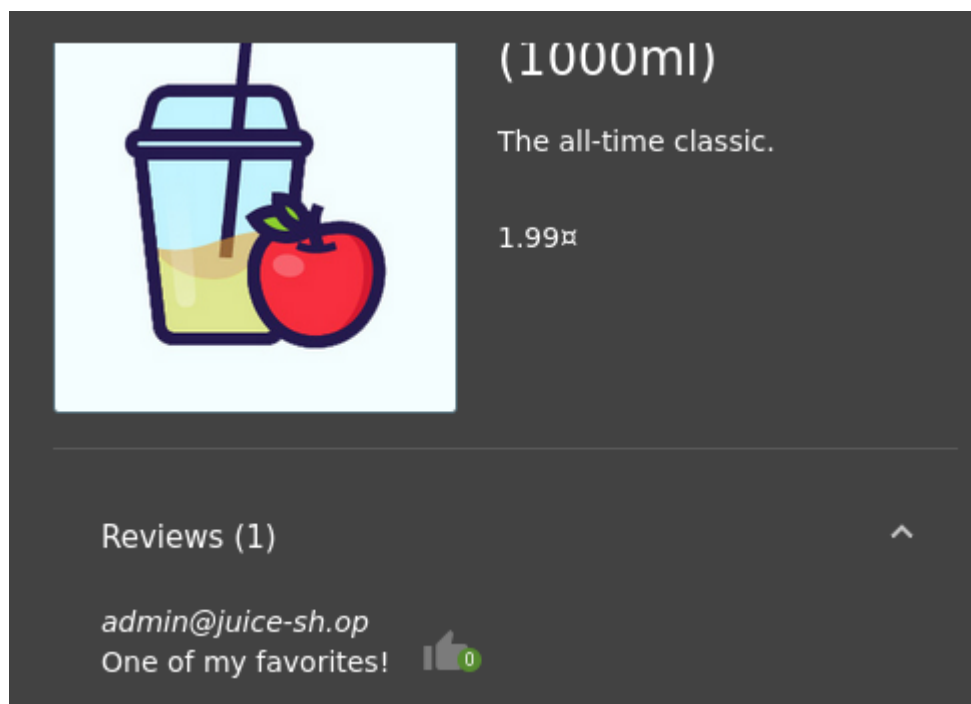 (1000ml)
The all-time classic.
1.99¤
Reviews (1)
admin@juice-sh.op
One of my favorites!
0